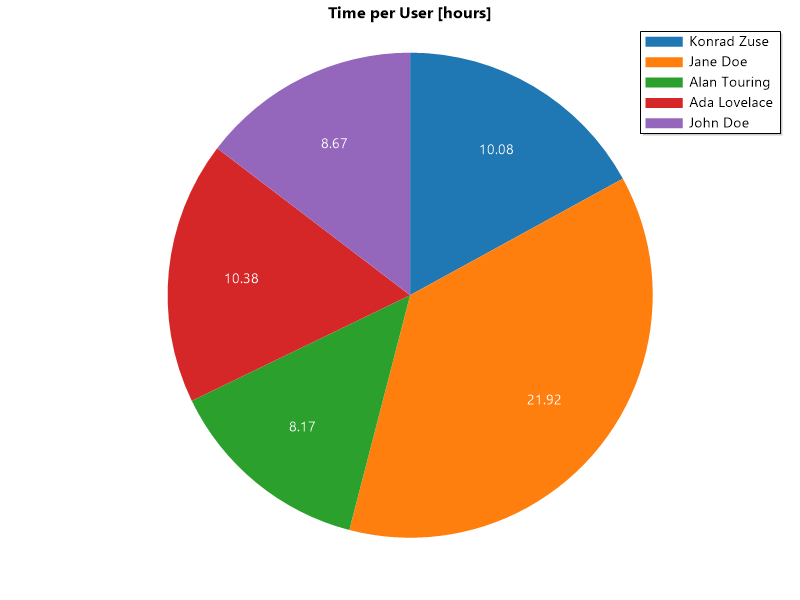 Time per User [hours]
Konrad Zuse
Jane Doe
Alan Touring
Ada Lovelace
John Doe
8.67
10.08
10.38
21.92
8.17